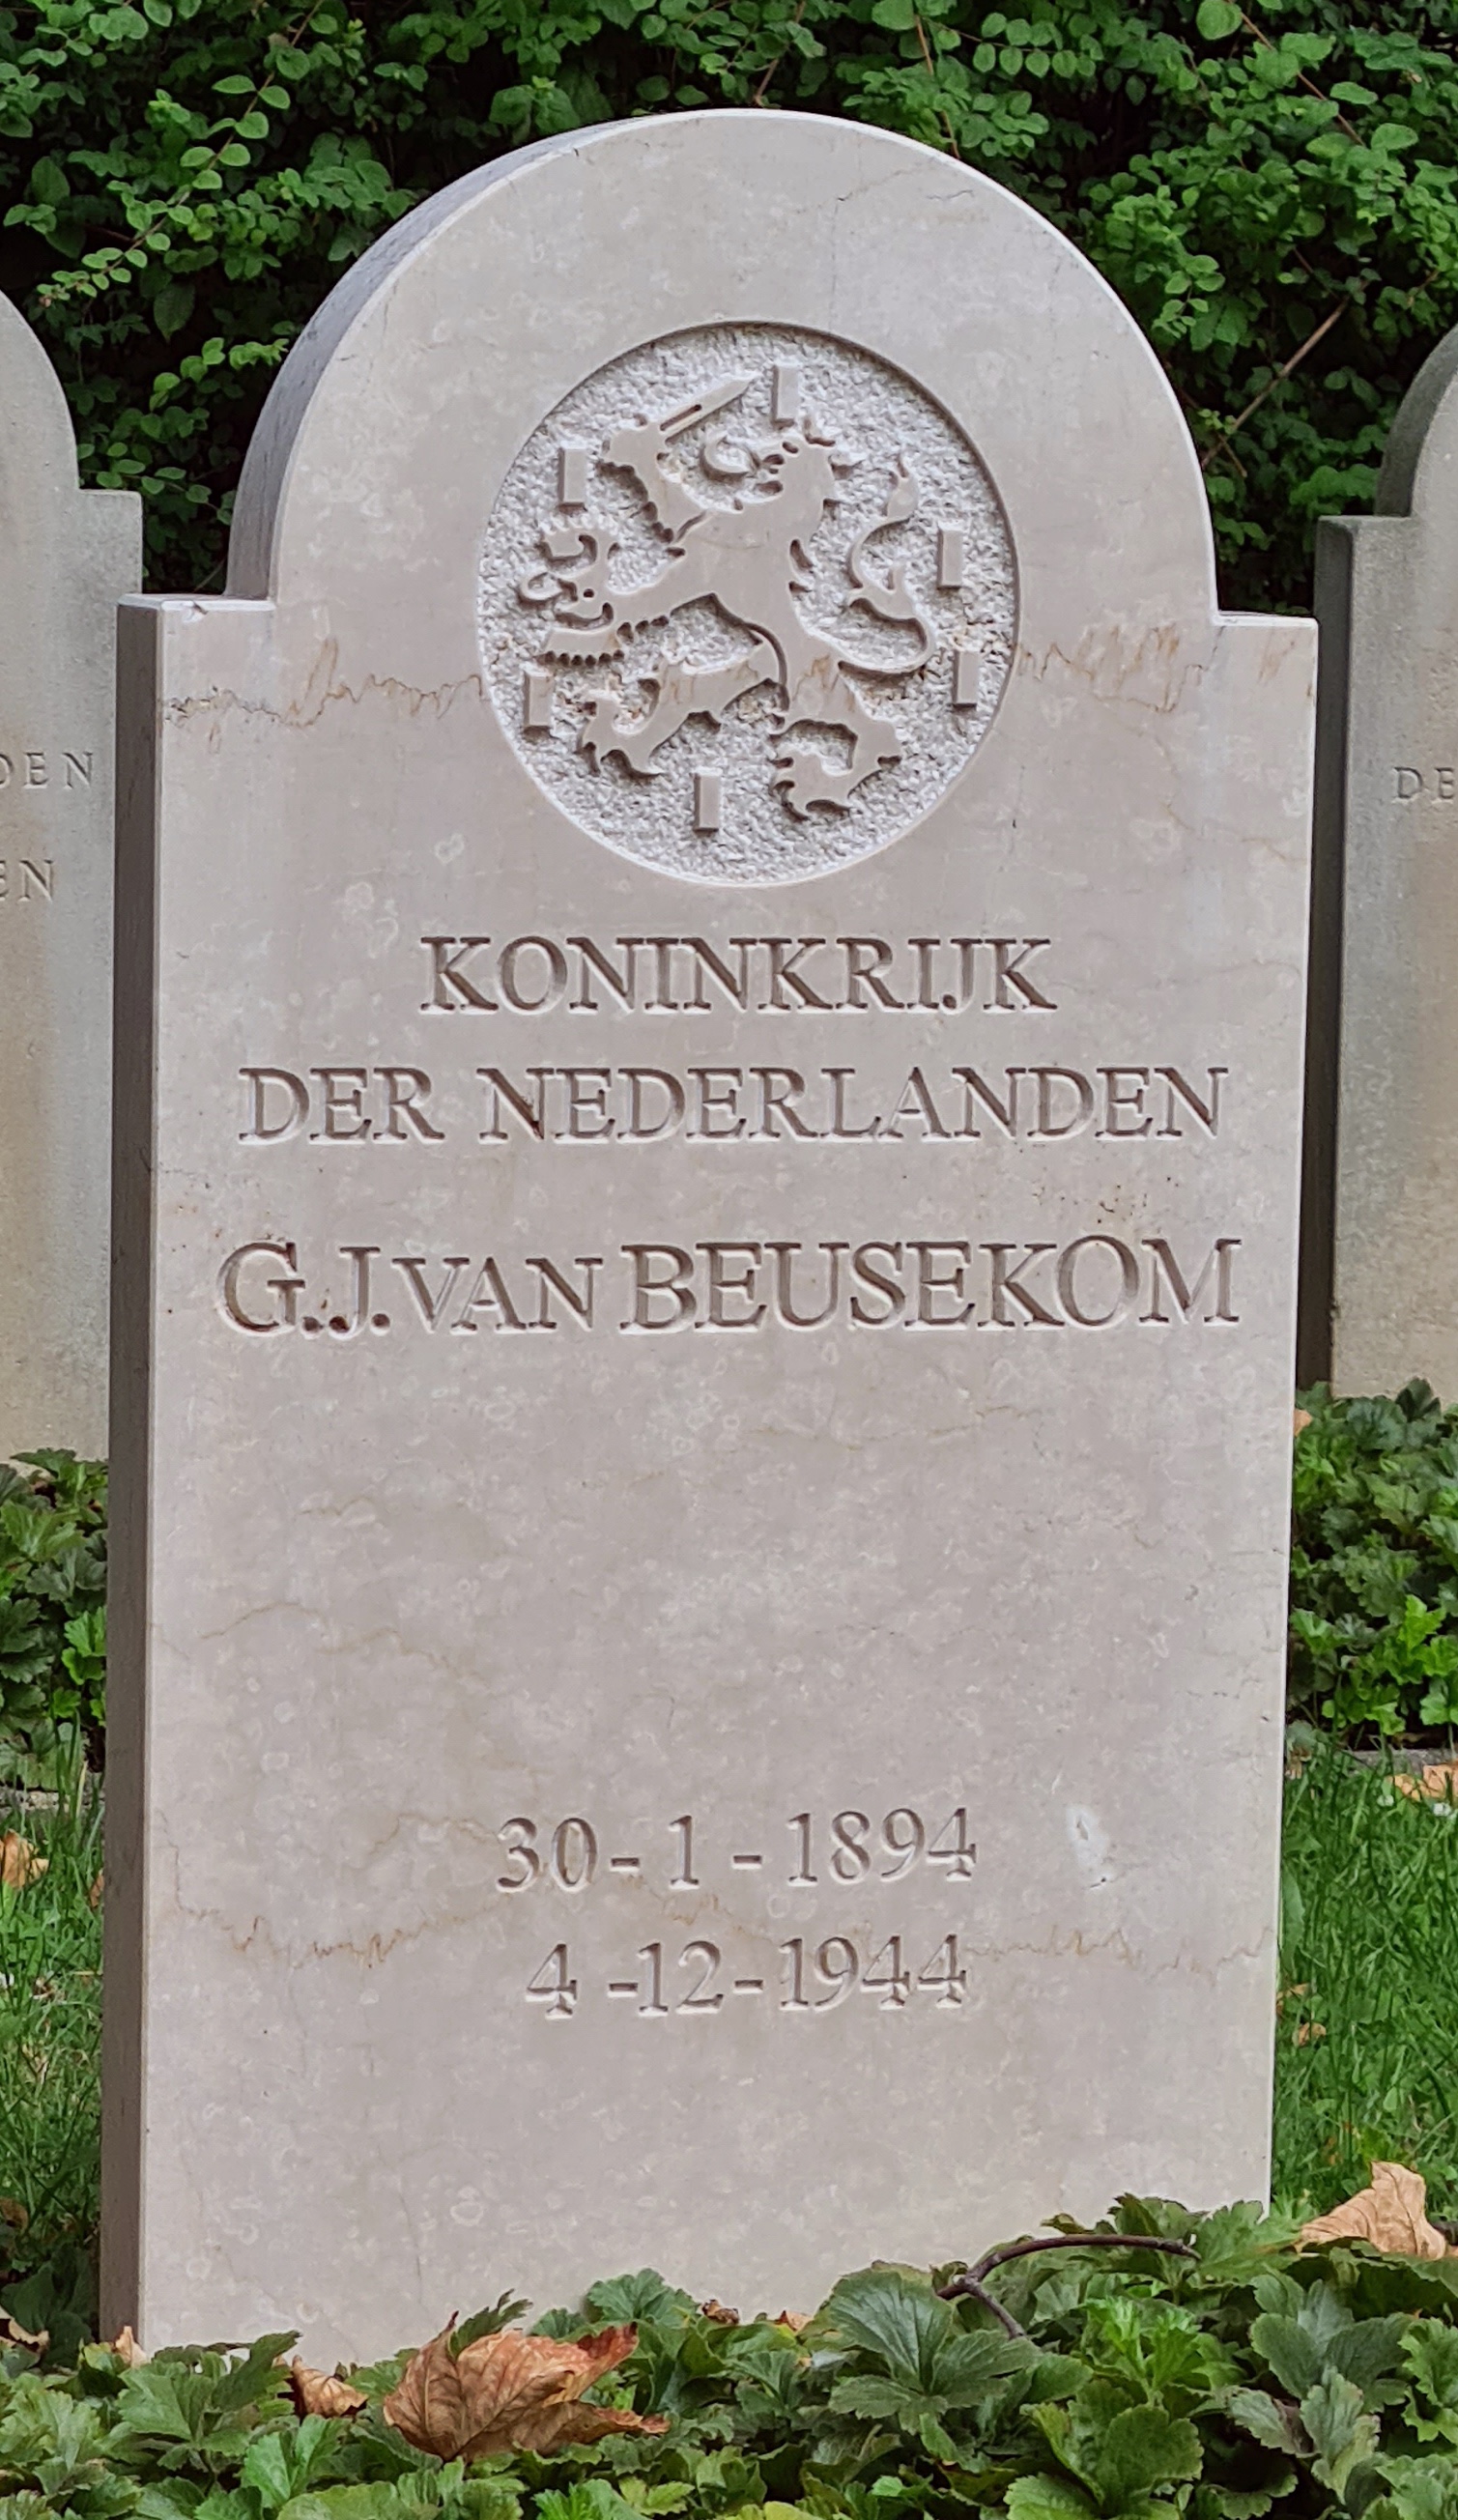 KONINKRIJK
DER NEDERLANDEN
G.J. VAN BEUSEKOM
30-1-1894
4-12-1944